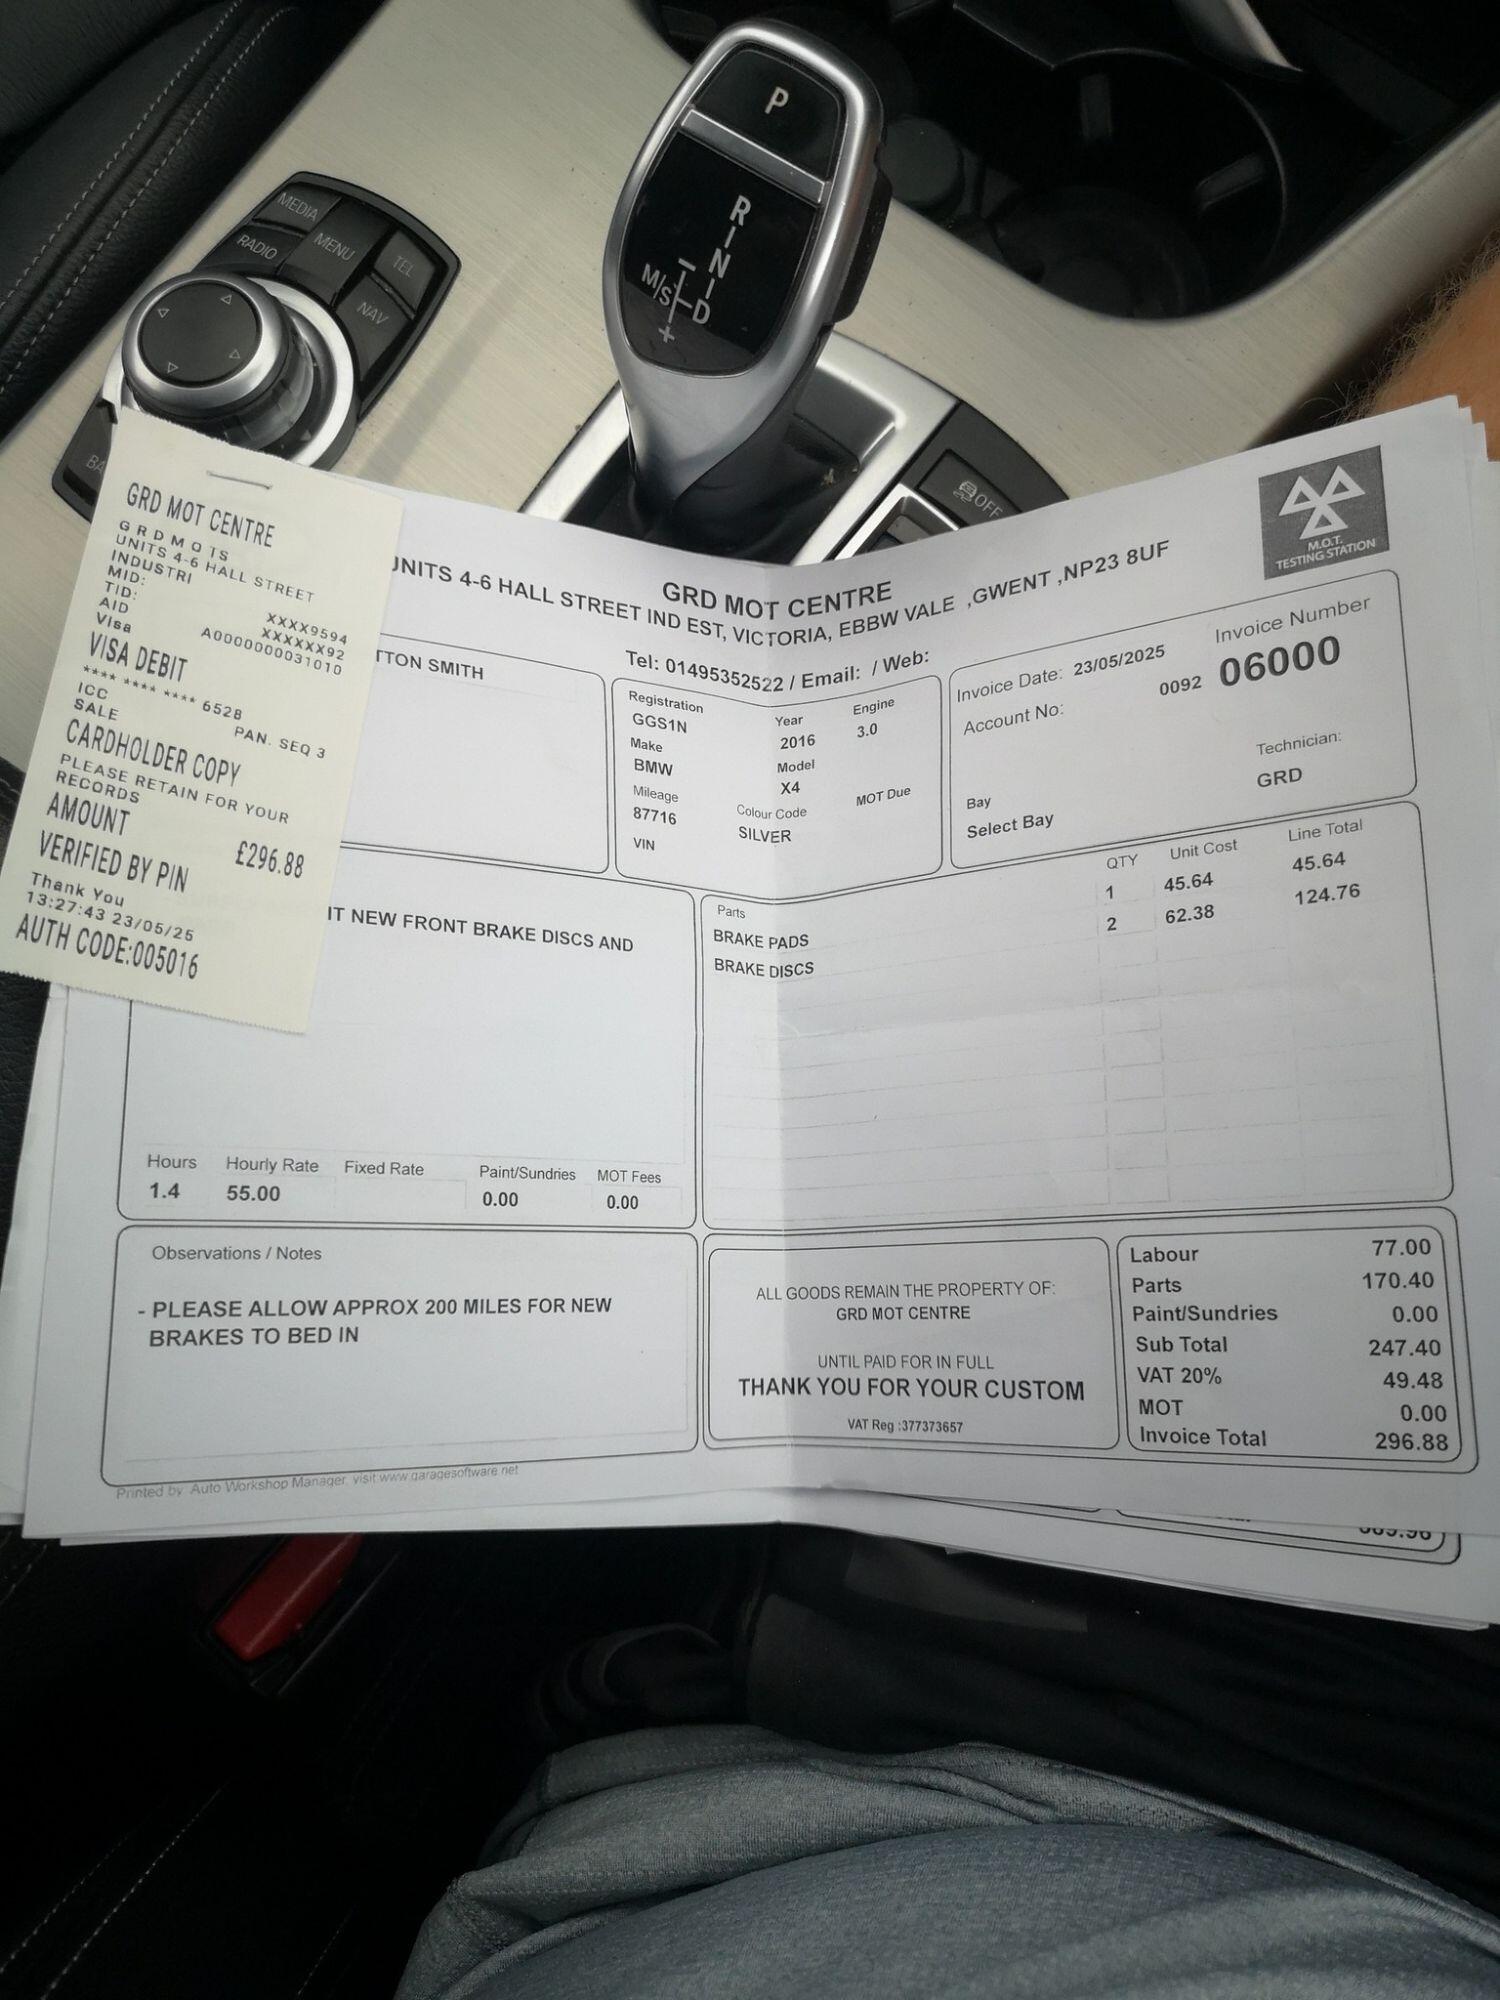 P
R
N
D
M/S
MEDIA
RADIO
MENU
TEL
NAV
BA
OFF
GRD MOT CENTRE
G R D M O T S
UNITS 4-6 HALL STREET
INDUSTRI
MID: XXXX9594
TID: XXXXXX92
AID A0000000031010
Visa
VISA DEBIT
**** **** **** 6528
ICC PAN. SEQ 3
SALE
CARDHOLDER COPY
PLEASE RETAIN FOR YOUR
RECORDS
AMOUNT £296.88
VERIFIED BY PIN
Thank You
13:27:43 23/05/25
AUTH CODE:005016
GRD MOT CENTRE
UNITS 4-6 HALL STREET IND EST, VICTORIA, EBBW VALE ,GWENT ,NP23 8UF
Tel: 01495352522 / Email: / Web:
M.O.T.
TESTING STATION
TTON SMITH
Registration
GGS1N
Year
2016
Engine
3.0
Make
BMW
Model
X4
Mileage
87716
Colour Code
SILVER
MOT Due
VIN
Invoice Date: 23/05/2025
Invoice Number
0092 06000
Account No:
Technician:
GRD
Bay
Select Bay
IT NEW FRONT BRAKE DISCS AND
Parts QTY Unit Cost Line Total
BRAKE PADS 1 45.64 45.64
BRAKE DISCS 2 62.38 124.76
Hours Hourly Rate Fixed Rate Paint/Sundries MOT Fees
1.4 55.00 0.00 0.00
Observations / Notes
- PLEASE ALLOW APPROX 200 MILES FOR NEW
BRAKES TO BED IN
ALL GOODS REMAIN THE PROPERTY OF:
GRD MOT CENTRE
UNTIL PAID FOR IN FULL
THANK YOU FOR YOUR CUSTOM
VAT Reg :377373657
Labour 77.00
Parts 170.40
Paint/Sundries 0.00
Sub Total 247.40
VAT 20% 49.48
MOT 0.00
Invoice Total 296.88
Printed by Auto Workshop Manager, visit www.garagesoftware.net